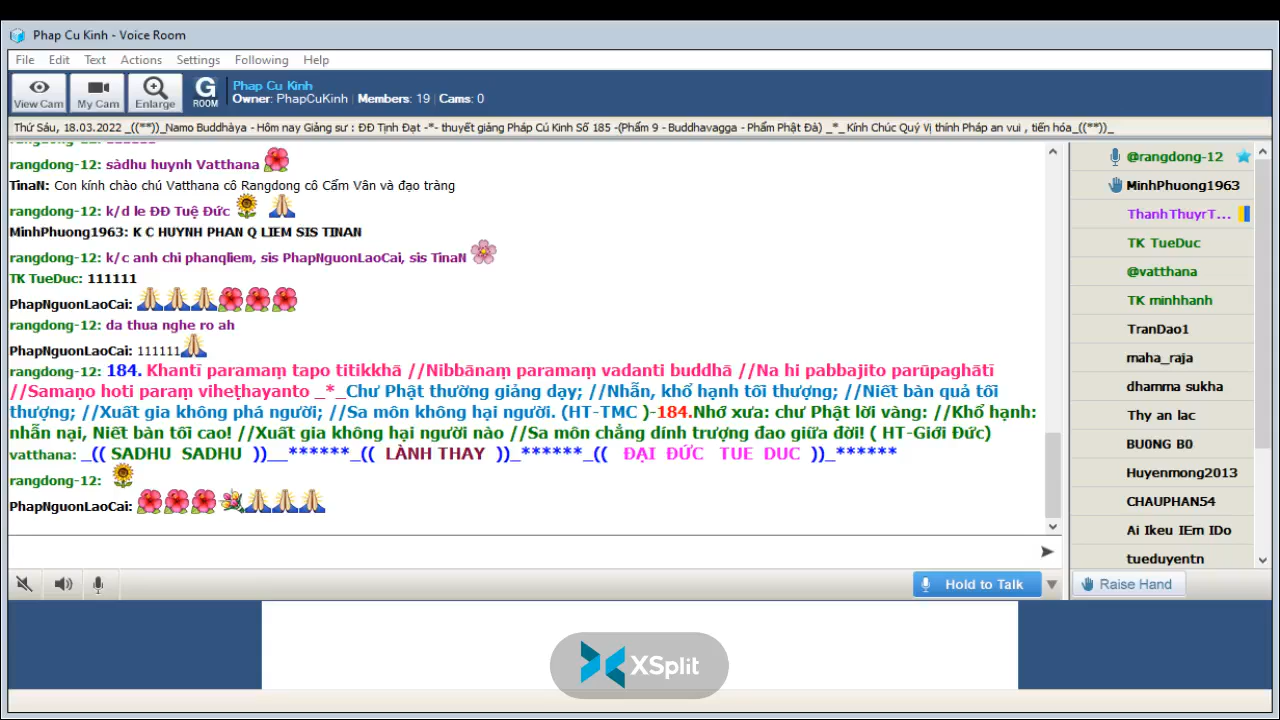 Phap Cu Kinh - Voice Room
File Edit Text Actions Settings Following Help
View Cam My Cam Enlarge G ROOM
Phap Cu Kinh
Owner: PhapCuKinh | Members: 19 | Cams: 0
Thứ Sáu, 18.03.2022 _((**))_Namo Buddhàya - Hôm nay Giảng sư : ĐĐ Tịnh Đạt -*- thuyết giảng Pháp Cú Kinh Số 185 -(Phẩm 9 - Buddhavagga - Phẩm Phật Đà) _*_ Kính Chúc Quý Vị thính Pháp an vui , tiến hóa_((**))_
rangdong-12: 111111
rangdong-12: sàdhu huynh Vatthana
TinaN: Con kính chào chú Vatthana cô Rangdong cô Cẩm Vân và đạo tràng
rangdong-12: k/d le ĐĐ Tuệ Đức
MinhPhuong1963: K C HUYNH PHAN Q LIEM SIS TINAN
rangdong-12: k/c anh chi phanqliem, sis PhapNguonLaoCai, sis TinaN
TK TueDuc: 111111
PhapNguonLaoCai:
rangdong-12: da thua nghe ro ah
PhapNguonLaoCai: 111111
rangdong-12: 184. Khantī paramaṃ tapo titikkhā //Nibbānaṃ paramaṃ vadanti buddhā //Na hi pabbajito parūpaghātī
//Samaṇo hoti paraṃ viheṭhayanto _*_Chư Phật thường giảng dạy; //Nhẫn, khổ hạnh tối thượng; //Niết bàn quả tối
thượng; //Xuất gia không phá người; //Sa môn không hại người. (HT-TMC )-184.Nhớ xưa: chư Phật lời vàng: //Khổ hạnh:
nhẫn nại, Niết bàn tối cao! //Xuất gia không hại người nào //Sa môn chẳng dính trượng đao giữa đời! ( HT-Giới Đức)
vatthana: _(( SADHU SADHU ))__******_(( LÀNH THAY ))_******_(( ĐẠI ĐỨC TUE DUC ))_******
rangdong-12:
PhapNguonLaoCai:
Hold to Talk
@rangdong-12
MinhPhuong1963
ThanhThuyrT...
TK TueDuc
@vatthana
TK minhhanh
TranDao1
maha_raja
dhamma sukha
Thy an lac
BU0NG B0
Huyenmong2013
CHAUPHAN54
Ai Ikeu IEm IDo
tueduyentn
Raise Hand
XSplit